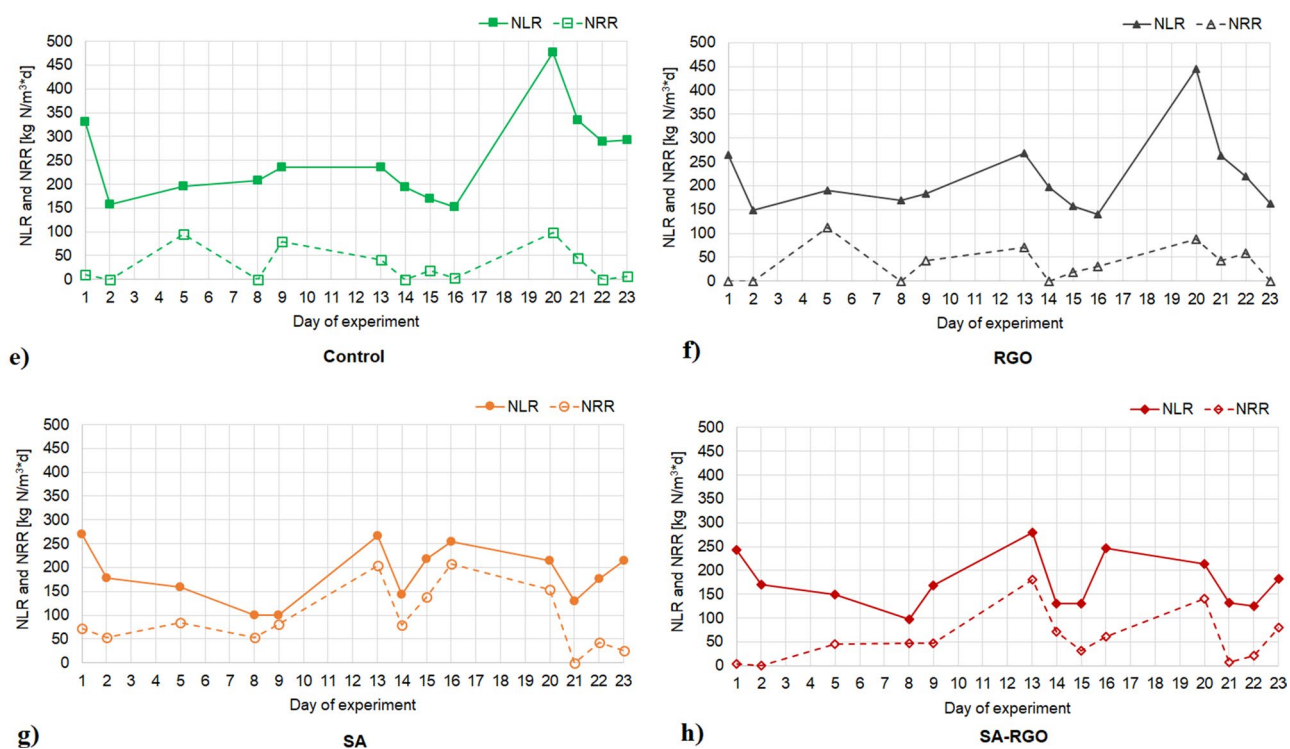 NLR NRR
NLR and NRR [kg N/m³*d]
500
450
400
350
300
250
200
150
100
50
0
1 2 3 4 5 6 7 8 9 10 11 12 13 14 15 16 17 18 19 20 21 22 23
Day of experiment
e) Control
NLR NRR
NLR and NRR [kg N/m³*d]
500
450
400
350
300
250
200
150
100
50
0
1 2 3 4 5 6 7 8 9 10 11 12 13 14 15 16 17 18 19 20 21 22 23
Day of experiment
f) RGO
NLR NRR
NLR and NRR [kg N/m³*d]
500
450
400
350
300
250
200
150
100
50
0
1 2 3 4 5 6 7 8 9 10 11 12 13 14 15 16 17 18 19 20 21 22 23
Day of experiment
g) SA
NLR NRR
NLR and NRR [kg N/m³*d]
500
450
400
350
300
250
200
150
100
50
0
1 2 3 4 5 6 7 8 9 10 11 12 13 14 15 16 17 18 19 20 21 22 23
Day of experiment
h) SA-RGO